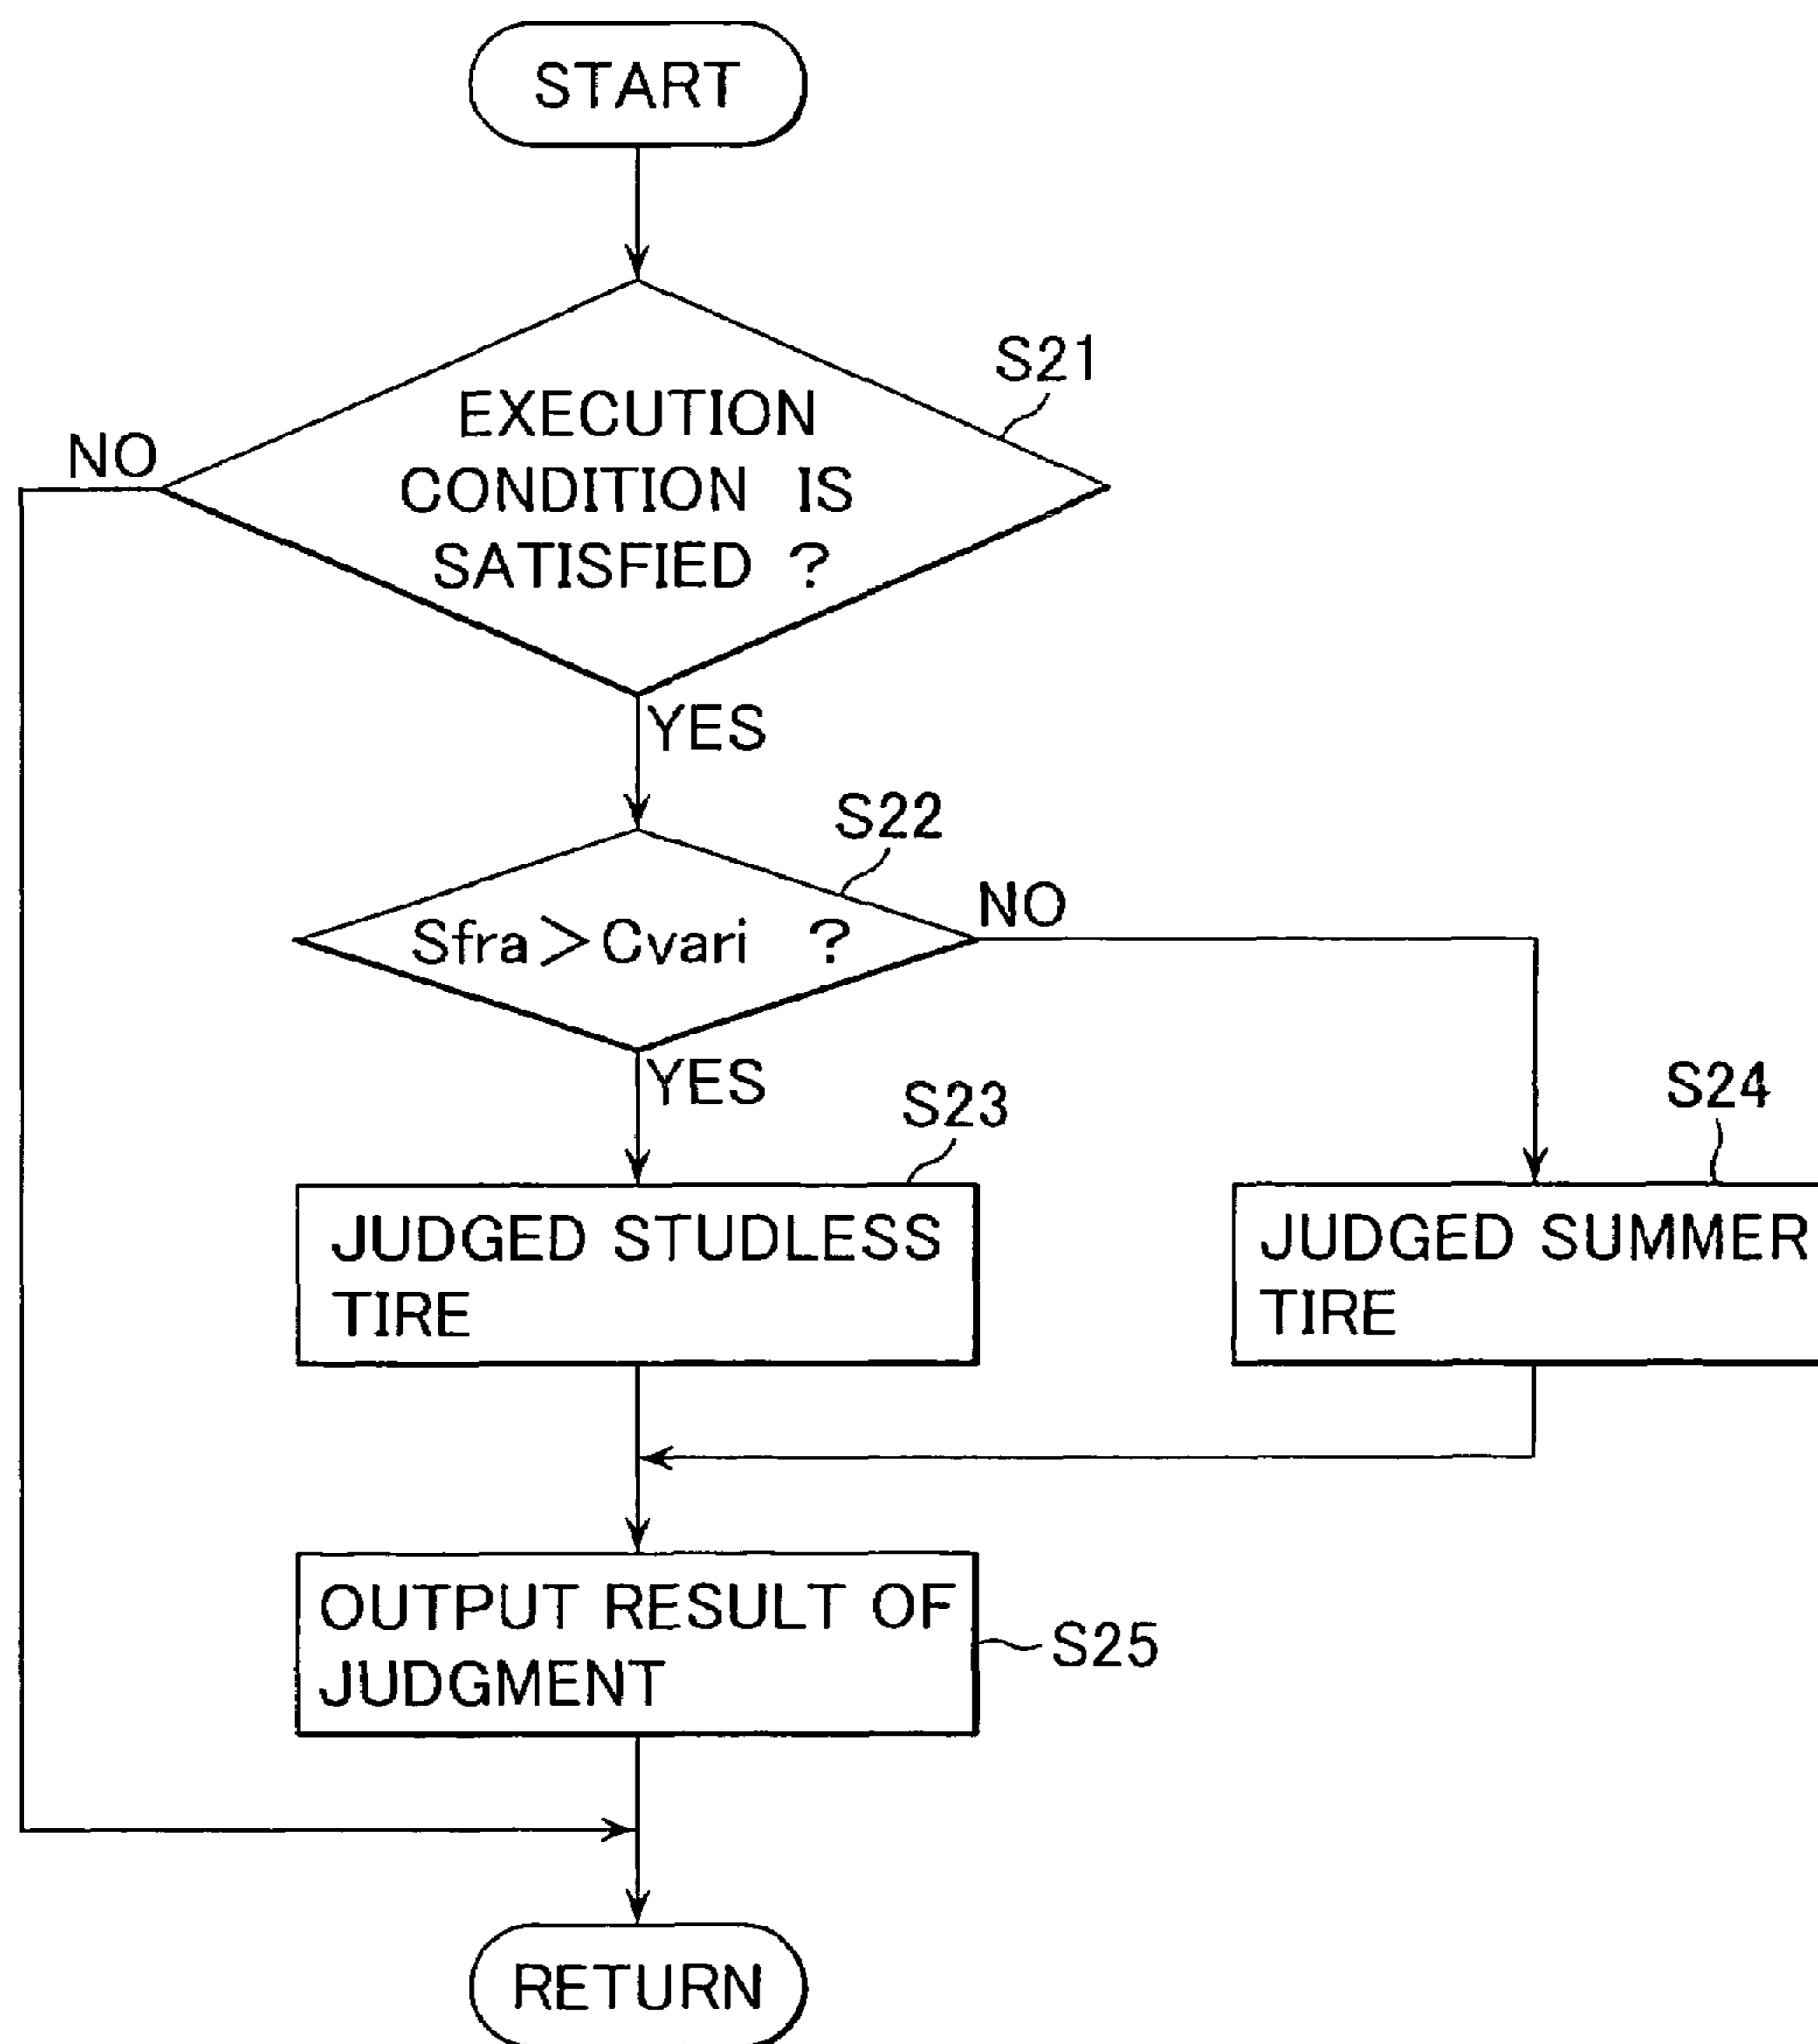 START
S21
EXECUTION
CONDITION IS
SATISFIED ?
NO
YES
S22
Sfra>Cvari ?
NO
YES
S23
JUDGED STUDLESS
TIRE
S24
JUDGED SUMMER
TIRE
OUTPUT RESULT OF
JUDGMENT
S25
RETURN